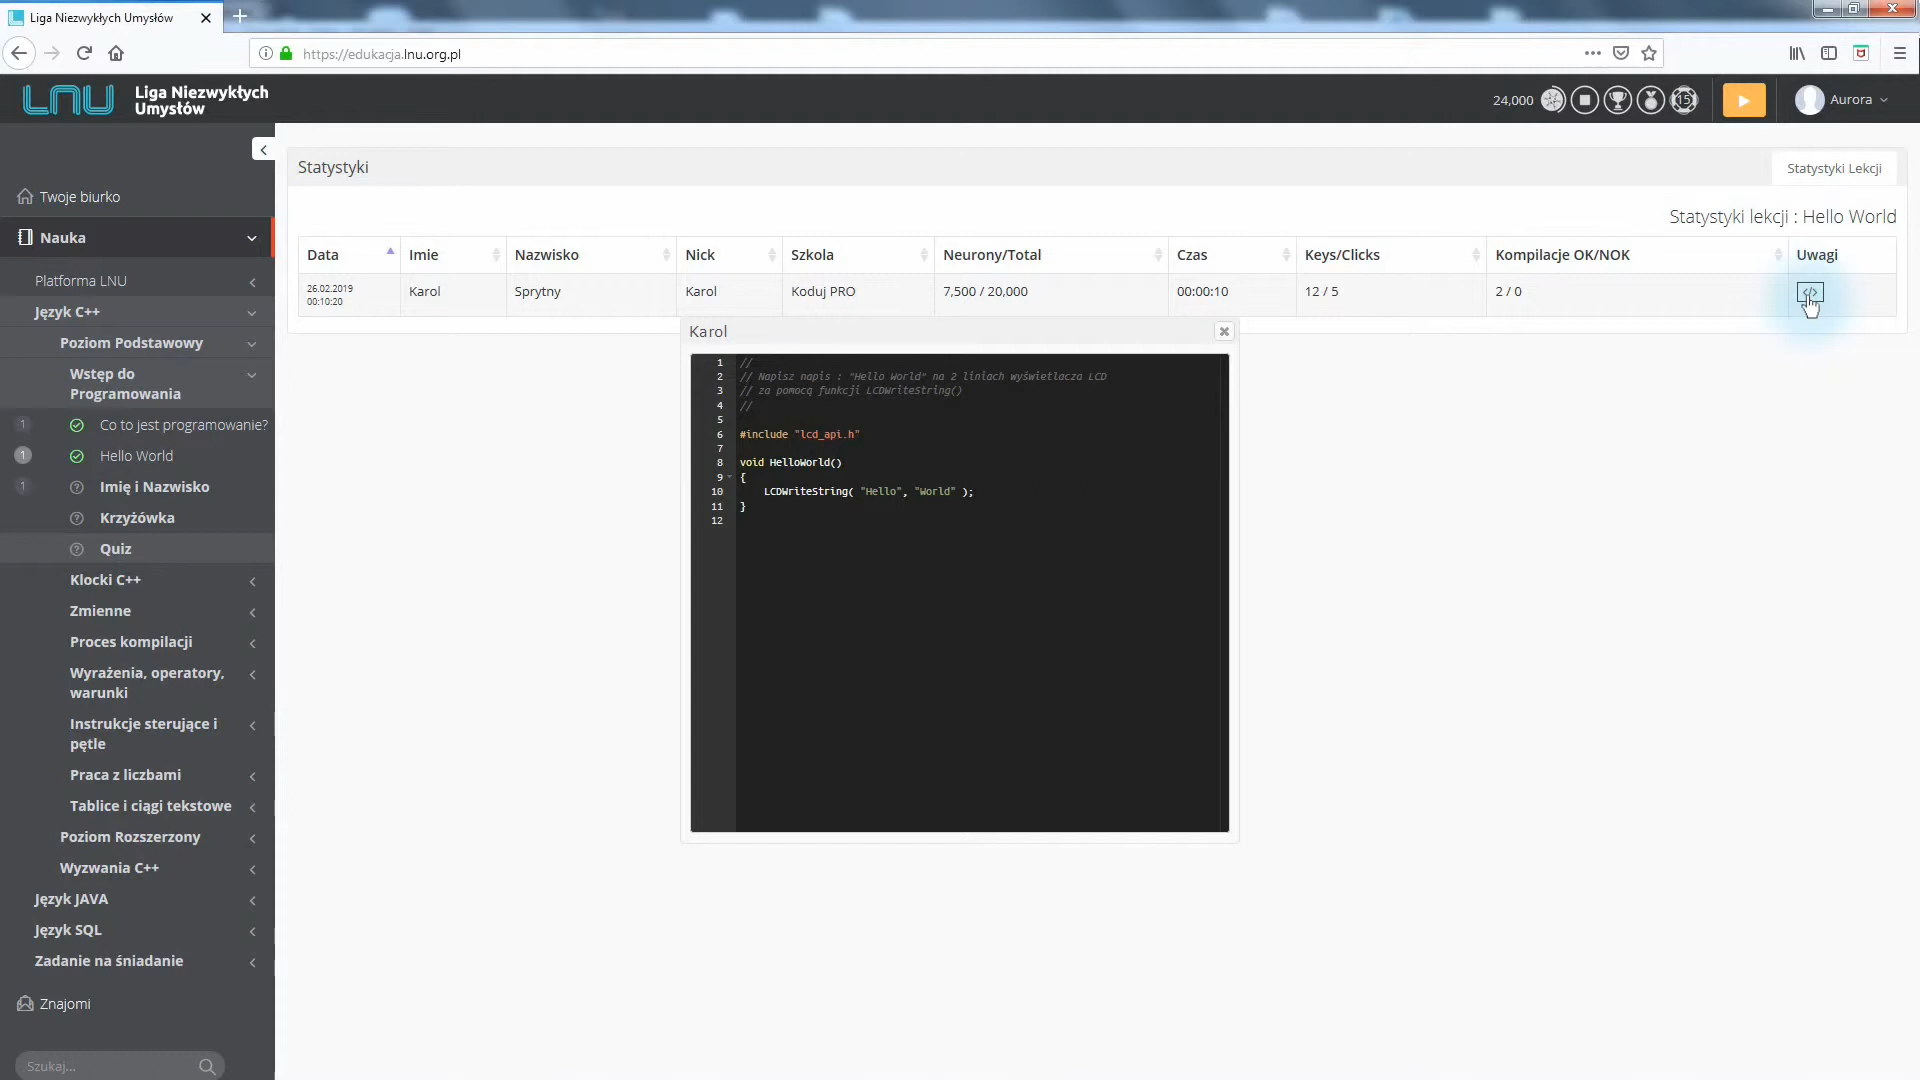 Liga Niezwykłych Umysłów
https://edukacja.lnu.org.pl
LNU
Liga Niezwykłych
Umysłów
24,000
15
Aurora
Twoje biurko
Nauka
Platforma LNU
Język C++
Poziom Podstawowy
Wstęp do
Programowania
1 Co to jest programowanie?
1 Hello World
1 Imię i Nazwisko
Krzyżówka
Quiz
Klocki C++
Zmienne
Proces kompilacji
Wyrażenia, operatory,
warunki
Instrukcje sterujące i
pętle
Praca z liczbami
Tablice i ciągi tekstowe
Poziom Rozszerzony
Wyzwania C++
Język JAVA
Język SQL
Zadanie na śniadanie
Znajomi
Szukaj...
Statystyki
Statystyki Lekcji
Statystyki lekcji : Hello World
Data Imie Nazwisko Nick Szkola Neurony/Total Czas Keys/Clicks Kompilacje OK/NOK Uwagi
26.02.2019
00:10:20
Karol Sprytny Karol Koduj PRO 7,500 / 20,000 00:00:10 12 / 5 2 / 0 </>
Karol
1 //
2 // Napisz napis : "Hello World" na 2 liniach wyświetlacza LCD
3 // za pomocą funkcji LCDWriteString()
4 //
5
6 #include "lcd_api.h"
7
8 void HelloWorld()
9 {
10 LCDWriteString( "Hello", "World" );
11 }
12